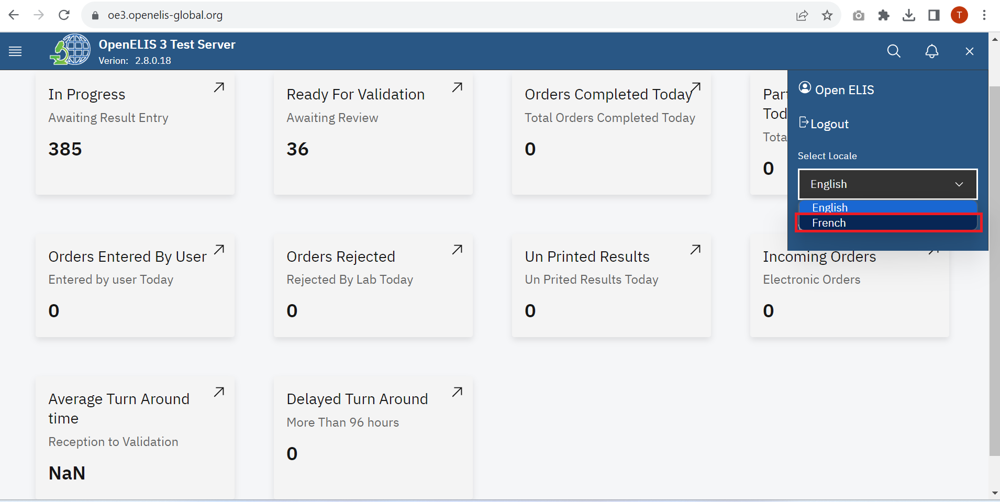 oe3.openelis-global.org
T
OpenELIS 3 Test Server
Verion: 2.8.0.18
In Progress
Awaiting Result Entry
385
Ready For Validation
Awaiting Review
36
Orders Completed Today
Total Orders Completed Today
0
0
Open ELIS
Logout
Select Locale
English
English
French
Orders Entered By User
Entered by user Today
0
Orders Rejected
Rejected By Lab Today
0
Un Printed Results
Un Prited Results Today
0
Incoming Orders
Electronic Orders
0
Average Turn Around
time
Reception to Validation
NaN
Delayed Turn Around
More Than 96 hours
0